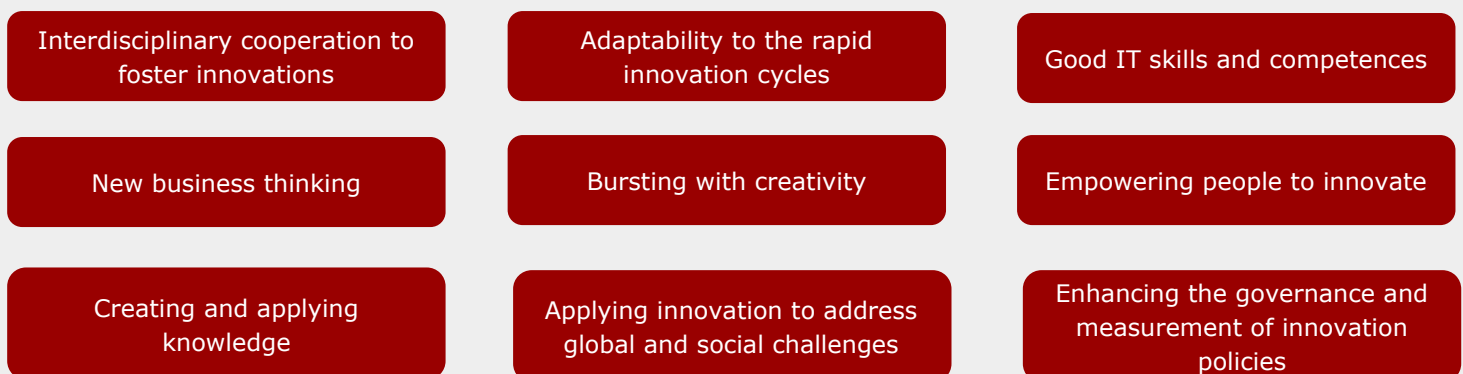 Interdisciplinary cooperation to
foster innovations
Adaptability to the rapid
innovation cycles
Good IT skills and competences
New business thinking
Bursting with creativity
Empowering people to innovate
Creating and applying
knowledge
Applying innovation to address
global and social challenges
Enhancing the governance and
measurement of innovation
policies